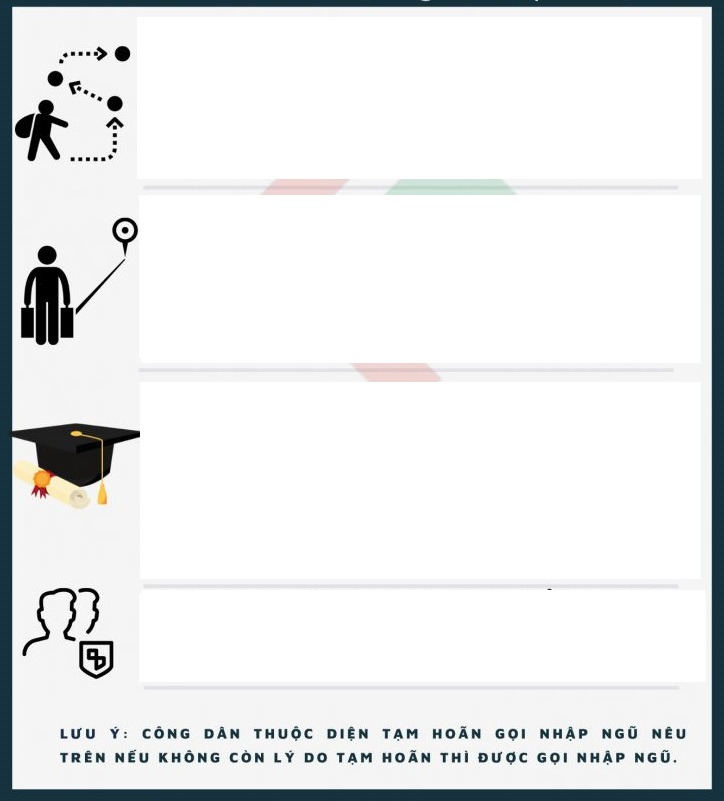 LƯU Ý: CÔNG DÂN THUỘC DIỆN TẠM HOÃN GỌI NHẬP NGŨ NÊU
TRÊN NẾU KHÔNG CÒN LÝ DO TẠM HOÃN THÌ ĐƯỢC GỌI NHẬP NGŨ.